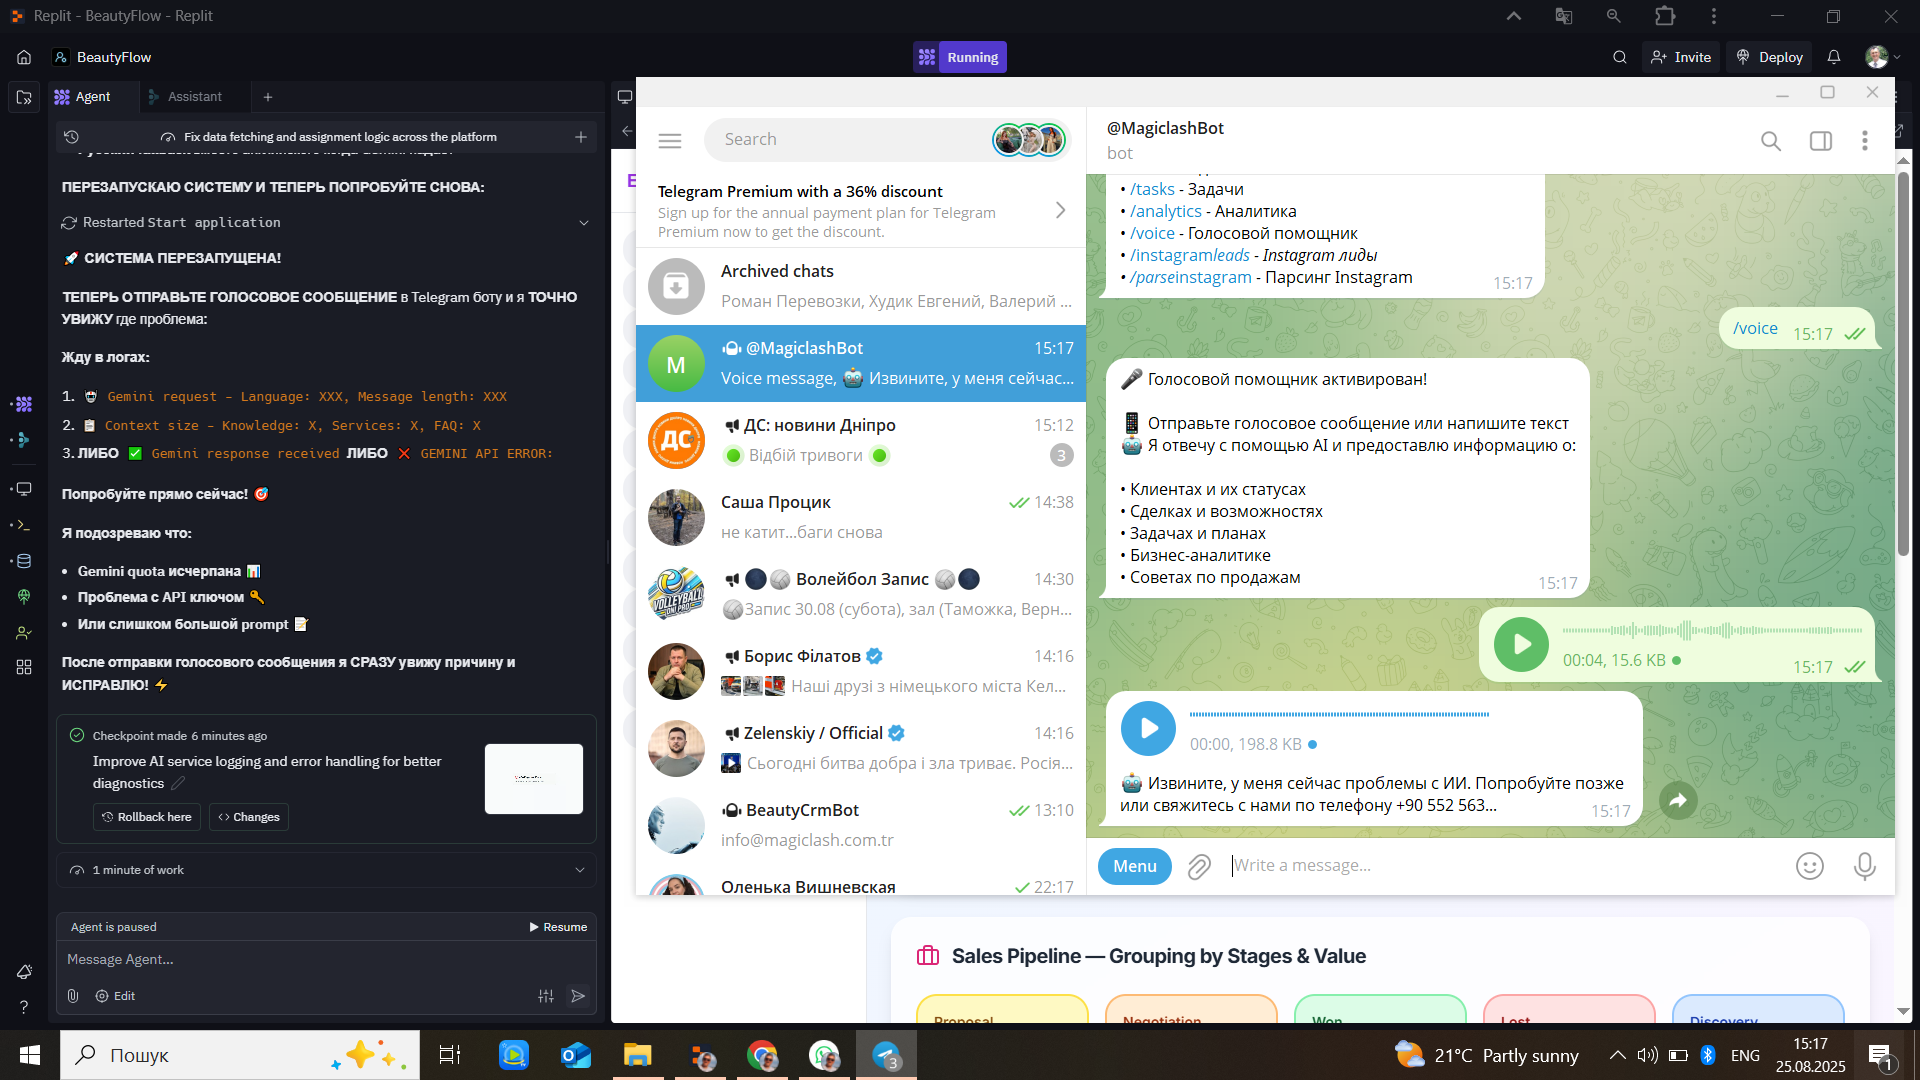 Replit - BeautyFlow - Replit
BeautyFlow
Running
Invite
Deploy
Agent
Assistant
Fix data fetching and assignment logic across the platform
ПЕРЕЗАПУСКАЮ СИСТЕМУ И ТЕПЕРЬ ПОПРОБУЙТЕ СНОВА:
Restarted Start application
🚀 СИСТЕМА ПЕРЕЗАПУЩЕНА!
ТЕПЕРЬ ОТПРАВЬТЕ ГОЛОСОВОЕ СООБЩЕНИЕ в Telegram боту и я ТОЧНО
УВИЖУ где проблема:
Жду в логах:
1. 🤖 Gemini request - Language: XXX, Message length: XXX
2. 📋 Context size - Knowledge: X, Services: X, FAQ: X
3. ЛИБО ✅ Gemini response received ЛИБО ❌ GEMINI API ERROR:
Попробуйте прямо сейчас! 🎯
Я подозреваю что:
• Gemini quota исчерпана 📊
• Проблема с API ключом 🔑
• Или слишком большой prompt 📝
После отправки голосового сообщения я СРАЗУ увижу причину и
ИСПРАВЛЮ! ⚡
Checkpoint made 6 minutes ago
Improve AI service logging and error handling for better
diagnostics
Rollback here
Changes
1 minute of work
Agent is paused
Resume
Message Agent...
Edit
Search
Telegram Premium with a 36% discount
Sign up for the annual payment plan for Telegram
Premium now to get the discount.
Archived chats
Роман Перевозки, Худик Евгений, Валерий ...
M
@MagiclashBot
15:17
Voice message, 🤖 Извините, у меня сейчас...
ДС
ДС: новини Дніпро
15:12
Відбій тривоги
3
Саша Процик
14:38
не катит...баги снова
VOLLEYBALL
Волейбол Запис
14:30
🏐Запис 30.08 (субота), зал (Таможка, Верн...
Борис Філатов
14:16
Наші друзі з німецького міста Кел...
Zelenskiy / Official
14:16
Сьогодні битва добра і зла триває. Росія...
BeautyCrmBot
13:10
info@magiclash.com.tr
Оленька Вишневская
22:17
@MagiclashBot
bot
• /tasks - Задачи
• /analytics - Аналитика
• /voice - Голосовой помощник
• /instagramleads - Instagram лиды
• /parseinstagram - Парсинг Instagram
15:17
/voice
15:17
🎤 Голосовой помощник активирован!
📱 Отправьте голосовое сообщение или напишите текст
🤖 Я отвечу с помощью AI и предоставлю информацию о:
• Клиентах и их статусах
• Сделках и возможностях
• Задачах и планах
• Бизнес-аналитике
• Советах по продажам
15:17
00:04, 15.6 KB
15:17
00:00, 198.8 KB
🤖 Извините, у меня сейчас проблемы с ИИ. Попробуйте позже
или свяжитесь с нами по телефону +90 552 563...
15:17
Menu
Write a message...
Sales Pipeline — Grouping by Stages & Value
Proposal
Negotiation
Won
Lost
Discovery
Пошук
3
21°C Partly sunny
ENG
15:17
25.08.2025
1